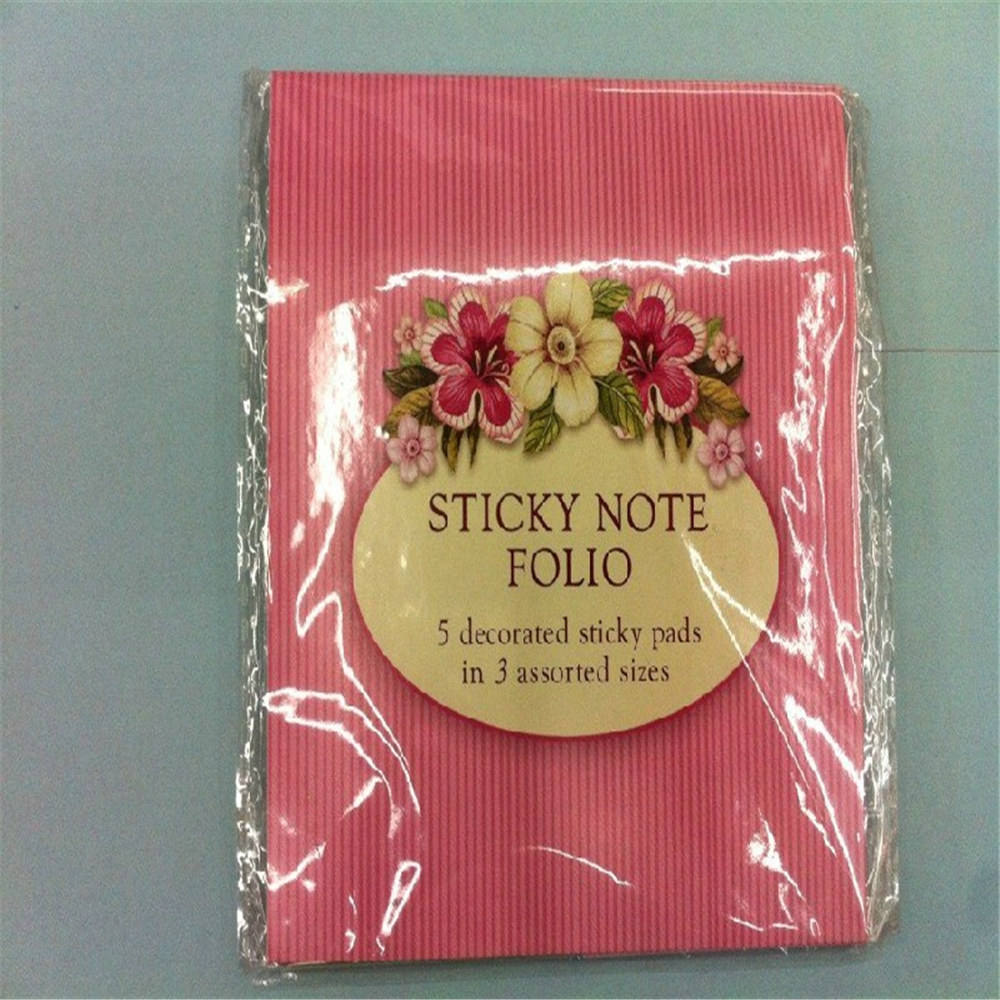 STICKY NOTE
FOLIO
5 decorated sticky pads
in 3 assorted sizes